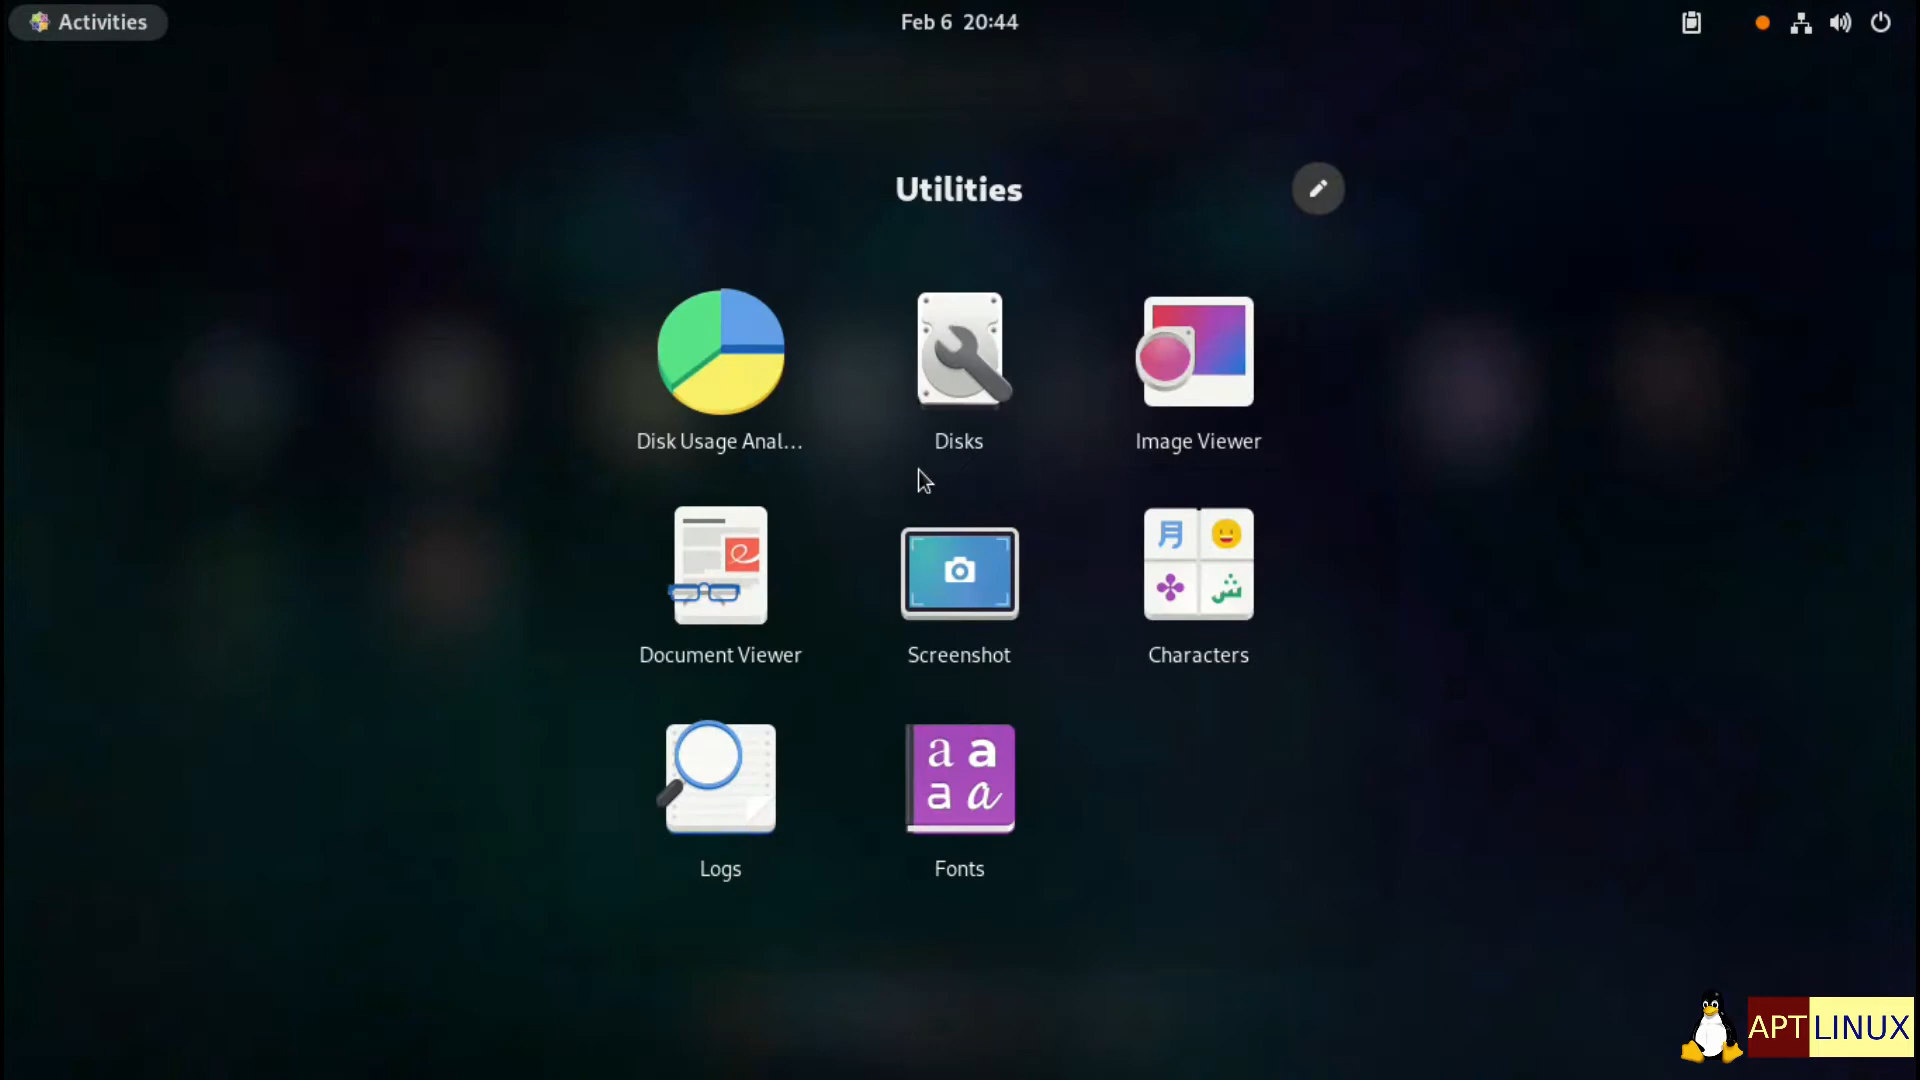 Activities
Feb 6 20:44
Utilities
Disk Usage Anal...
Disks
Image Viewer
月
ش
Document Viewer
Screenshot
Characters
a a
a a
Logs
Fonts
APT LINUX